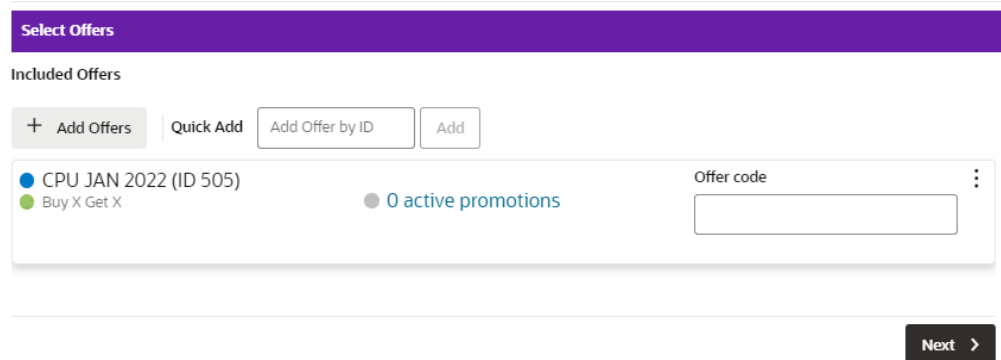 Select Offers
Included Offers
+ Add Offers Quick Add Add Offer by ID Add
CPU JAN 2022 (ID 505)
Buy X Get X
0 active promotions
Offer code
Next >